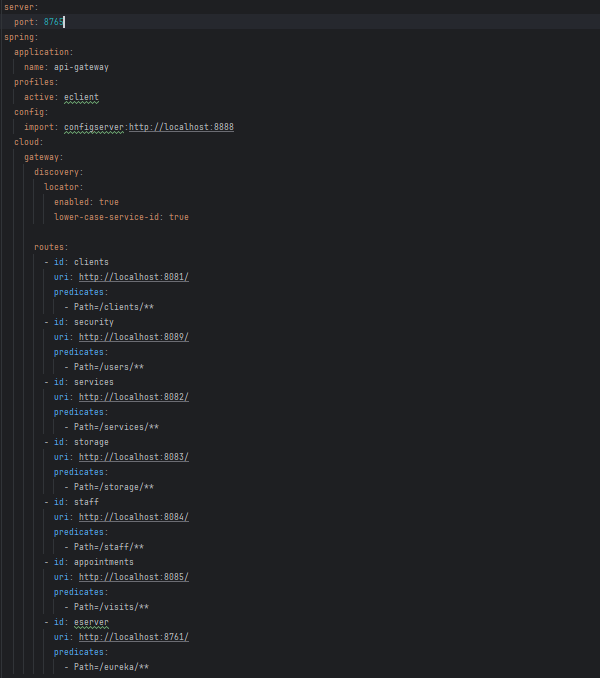 server:
  port: 8765
spring:
  application:
    name: api-gateway
  profiles:
    active: eclient
  config:
    import: configserver:http://localhost:8888
  cloud:
    gateway:
      discovery:
        locator:
          enabled: true
          lower-case-service-id: true

      routes:
        - id: clients
          uri: http://localhost:8081/
          predicates:
            - Path=/clients/**
        - id: security
          uri: http://localhost:8089/
          predicates:
            - Path=/users/**
        - id: services
          uri: http://localhost:8082/
          predicates:
            - Path=/services/**
        - id: storage
          uri: http://localhost:8083/
          predicates:
            - Path=/storage/**
        - id: staff
          uri: http://localhost:8084/
          predicates:
            - Path=/staff/**
        - id: appointments
          uri: http://localhost:8085/
          predicates:
            - Path=/visits/**
        - id: eserver
          uri: http://localhost:8761/
          predicates:
            - Path=/eureka/**